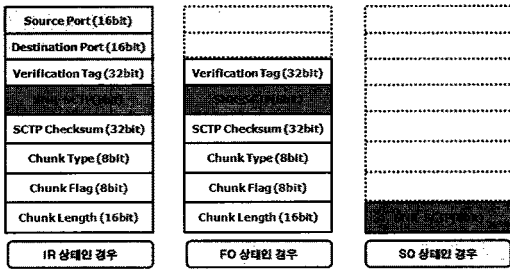 Source Port (16bit)
Destination Port (16bit)
Verification Tag (32bit)
SCTP Checksum (32bit)
Chunk Type (8bit)
Chunk Flag (8bit)
Chunk Length (16bit)
IR 상태인 경우
Verification Tag (32bit)
SCTP Checksum (32bit)
Chunk Type (8bit)
Chunk Flag (8bit)
Chunk Length (16bit)
FO 상태인 경우
SO 상태인 경우